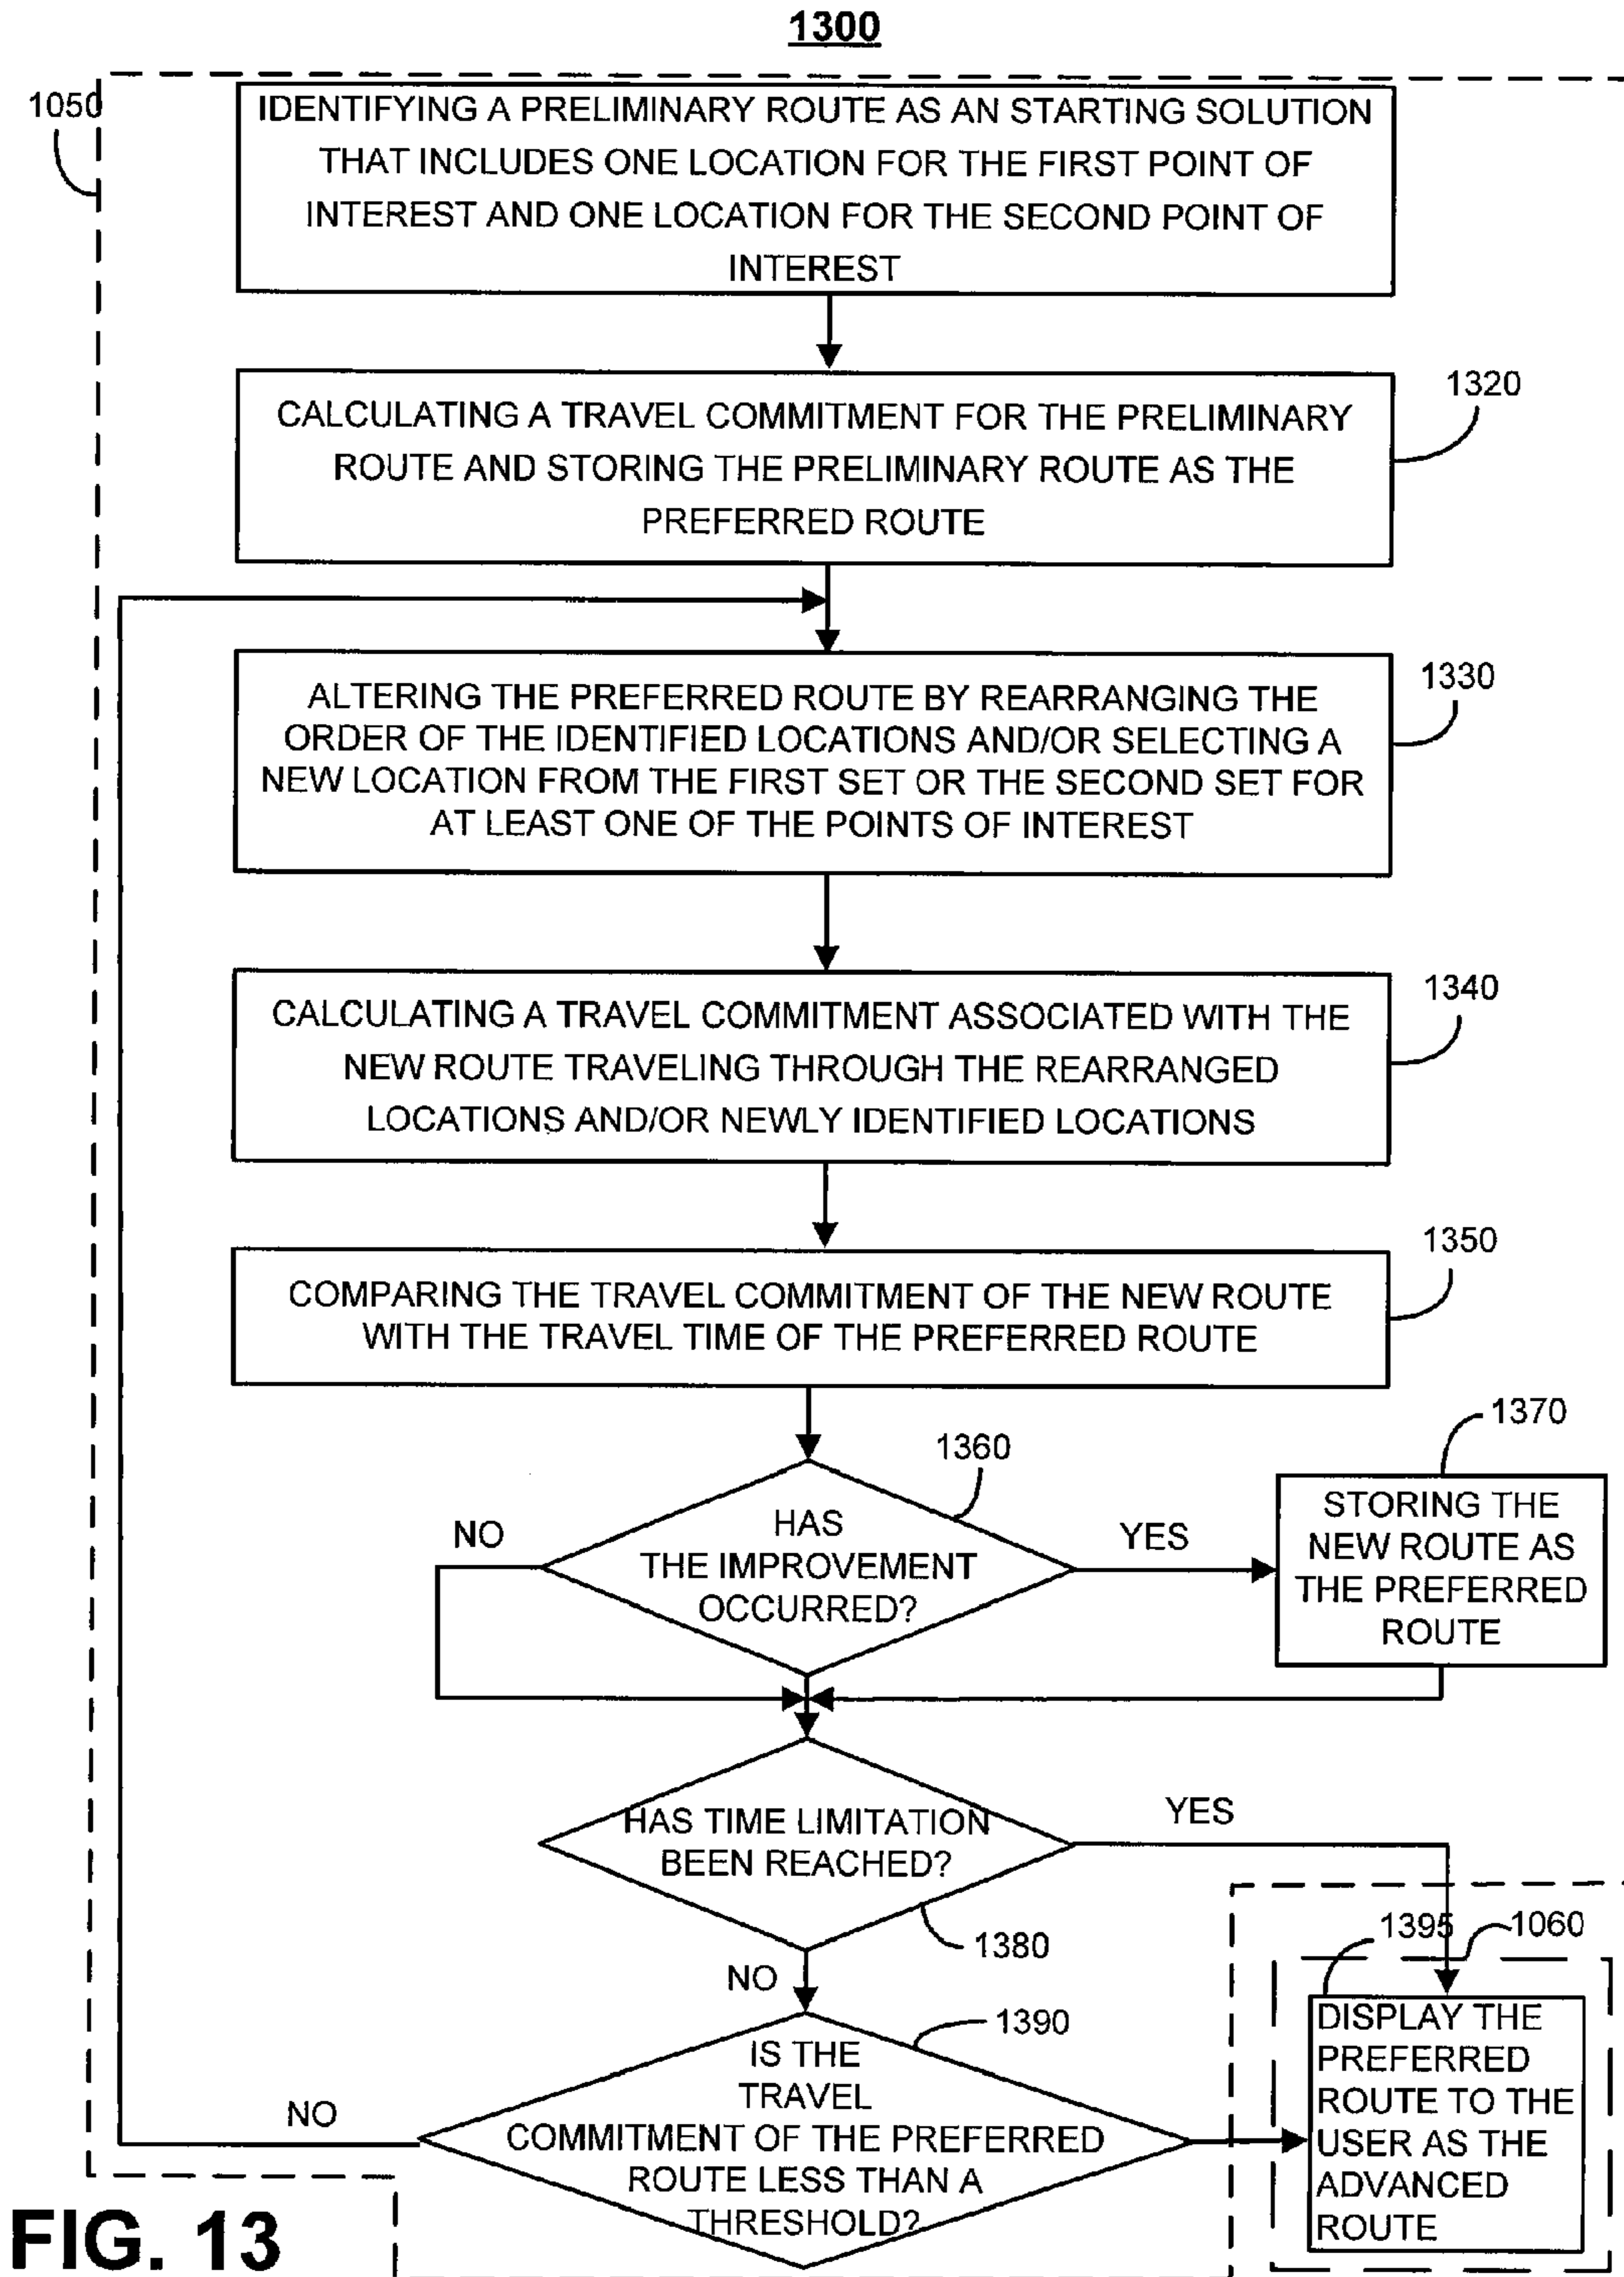 1300
1050
IDENTIFYING A PRELIMINARY ROUTE AS AN STARTING SOLUTION
THAT INCLUDES ONE LOCATION FOR THE FIRST POINT OF
INTEREST AND ONE LOCATION FOR THE SECOND POINT OF
INTEREST
1320
CALCULATING A TRAVEL COMMITMENT FOR THE PRELIMINARY
ROUTE AND STORING THE PRELIMINARY ROUTE AS THE
PREFERRED ROUTE
1330
ALTERING THE PREFERRED ROUTE BY REARRANGING THE
ORDER OF THE IDENTIFIED LOCATIONS AND/OR SELECTING A
NEW LOCATION FROM THE FIRST SET OR THE SECOND SET FOR
AT LEAST ONE OF THE POINTS OF INTEREST
1340
CALCULATING A TRAVEL COMMITMENT ASSOCIATED WITH THE
NEW ROUTE TRAVELING THROUGH THE REARRANGED
LOCATIONS AND/OR NEWLY IDENTIFIED LOCATIONS
1350
COMPARING THE TRAVEL COMMITMENT OF THE NEW ROUTE
WITH THE TRAVEL TIME OF THE PREFERRED ROUTE
1360
HAS
THE IMPROVEMENT
OCCURRED?
NO
YES
1370
STORING THE
NEW ROUTE AS
THE PREFERRED
ROUTE
HAS TIME LIMITATION
BEEN REACHED?
YES
1380
NO
1390
IS THE
TRAVEL
COMMITMENT OF THE PREFERRED
ROUTE LESS THAN A
THRESHOLD?
NO
1395
1060
DISPLAY THE
PREFERRED
ROUTE TO THE
USER AS THE
ADVANCED
ROUTE
FIG. 13